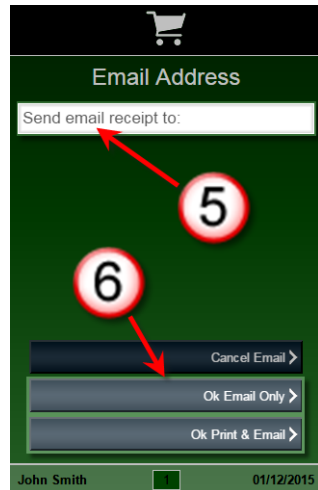 Email Address
Send email receipt to:
5
6
Cancel Email
Ok Email Only
Ok Print & Email
John Smith 1 01/12/2015